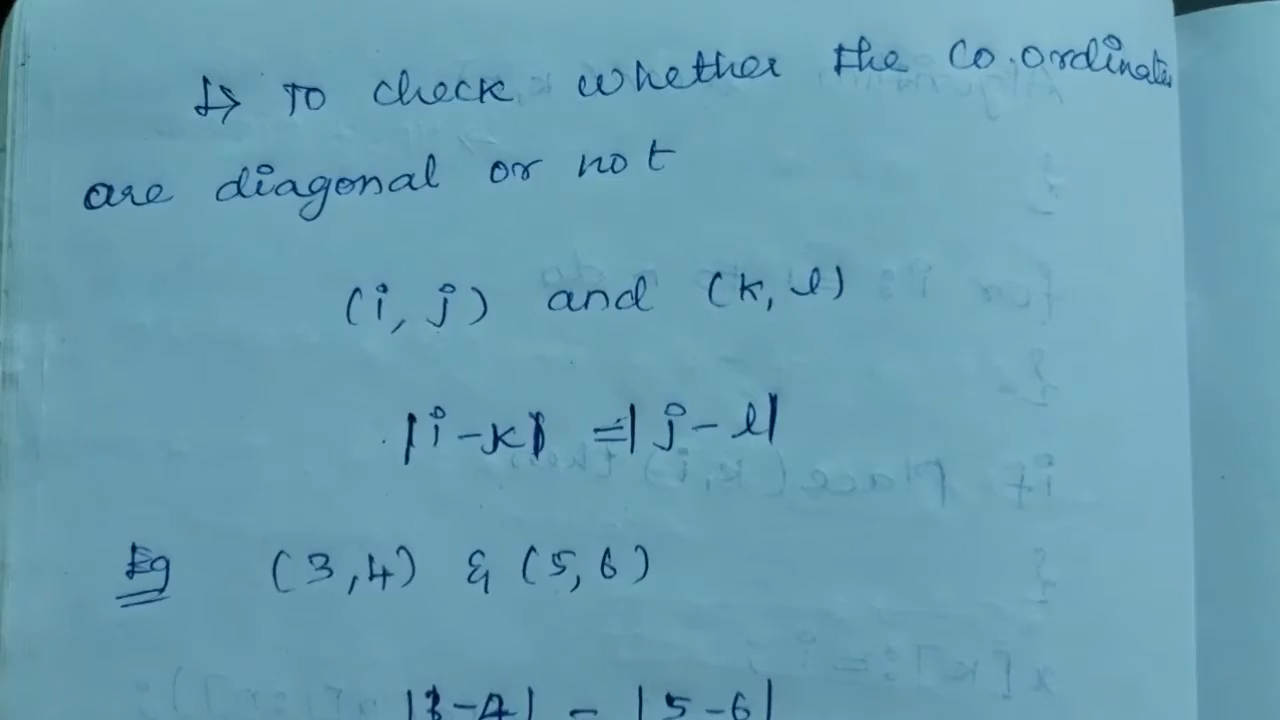 ↳ To check whether the co.ordinates
are diagonal or not
(i, j) and (k, l)
|i-k| =|j-l|
Eg (3,4) & (5,6)
|3-4| = |5-6|